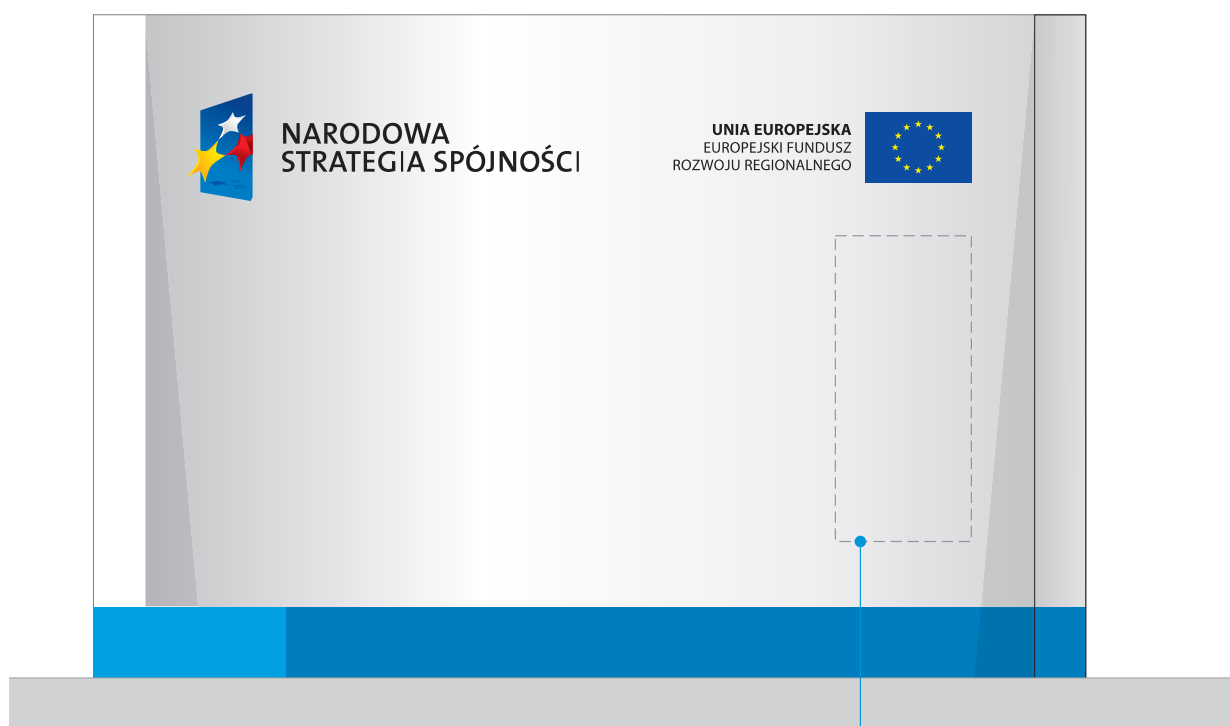 NARODOWA
STRATEGIA SPÓJNOŚCI
UNIA EUROPEJSKA
EUROPEJSKI FUNDUSZ
ROZWOJU REGIONALNEGO